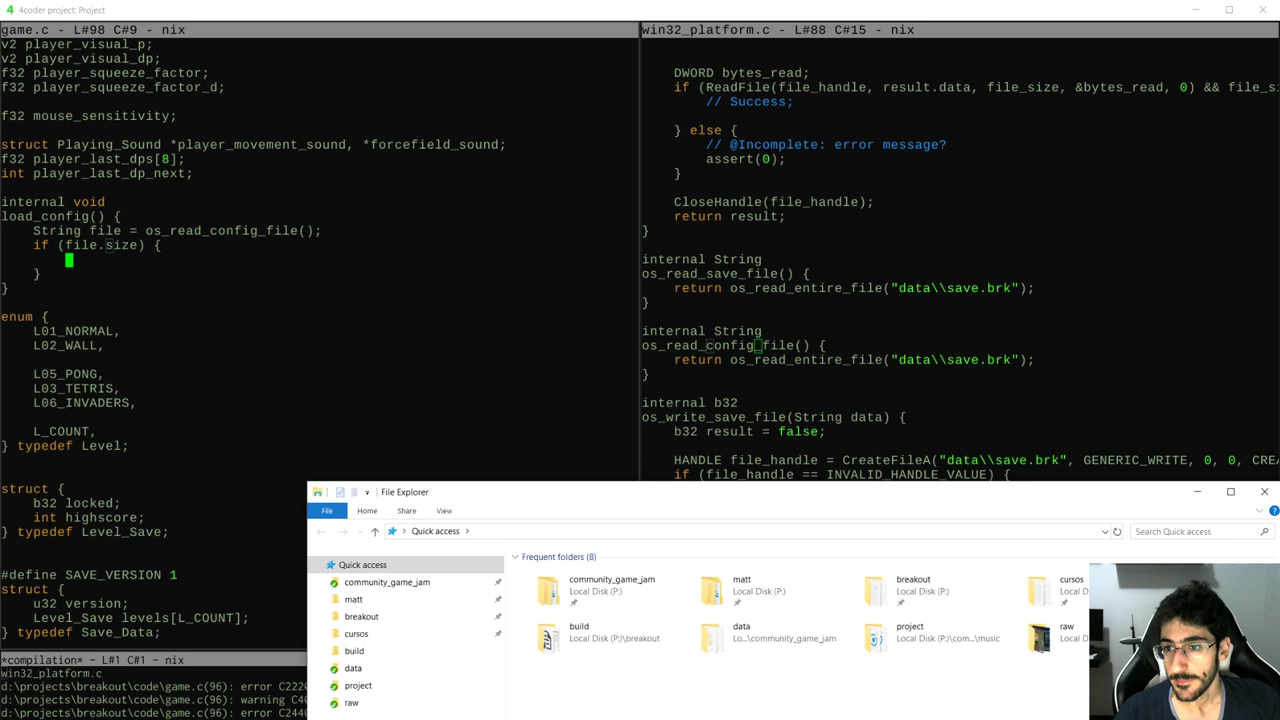 4coder project: Project
game.c - L#98 C#9 - nix
v2 player_visual_p;
v2 player_visual_dp;
f32 player_squeeze_factor;
f32 player_squeeze_factor_d;
f32 mouse_sensitivity;
struct Playing_Sound *player_movement_sound, *forcefield_sound;
f32 player_last_dps[8];
int player_last_dp_next;
internal void
load_config() {
String file = os_read_config_file();
if (file.size) {
}
}
enum {
L01_NORMAL,
L02_WALL,
L05_PONG,
L03_TETRIS,
L06_INVADERS,
L_COUNT,
} typedef Level;
struct {
b32 locked;
int highscore;
} typedef Level_Save;
#define SAVE_VERSION 1
struct {
u32 version;
Level_Save levels[L_COUNT];
} typedef Save_Data;
*compilation* - L#1 C#1 - nix
win32_platform.c
d:\projects\breakout\code\game.c(96): error C2220
d:\projects\breakout\code\game.c(96): warning C40
d:\projects\breakout\code\game.c(96): error C2440
win32_platform.c - L#88 C#15 - nix
DWORD bytes_read;
if (ReadFile(file_handle, result.data, file_size, &bytes_read, 0) && file_si
// Success;
} else {
// @Incomplete: error message?
assert(0);
}
CloseHandle(file_handle);
return result;
}
internal String
os_read_save_file() {
return os_read_entire_file("data\\save.brk");
}
internal String
os_read_config_file() {
return os_read_entire_file("data\\save.brk");
}
internal b32
os_write_save_file(String data) {
b32 result = false;
HANDLE file_handle = CreateFileA("data\\save.brk", GENERIC_WRITE, 0, 0, CREA
if (file_handle == INVALID_HANDLE_VALUE) {
File Explorer
File Home Share View
Quick access
Search Quick access
Quick access
community_game_jam
matt
breakout
cursos
build
data
project
raw
Frequent folders (8)
community_game_jam
Local Disk (P:)
matt
Local Disk (P:)
breakout
Local Disk (P:)
cursos
Local D
build
Local Disk (P:)\breakout
data
Lo...\community_game_jam
project
Local Disk (P:)\com...\music
raw
Local D